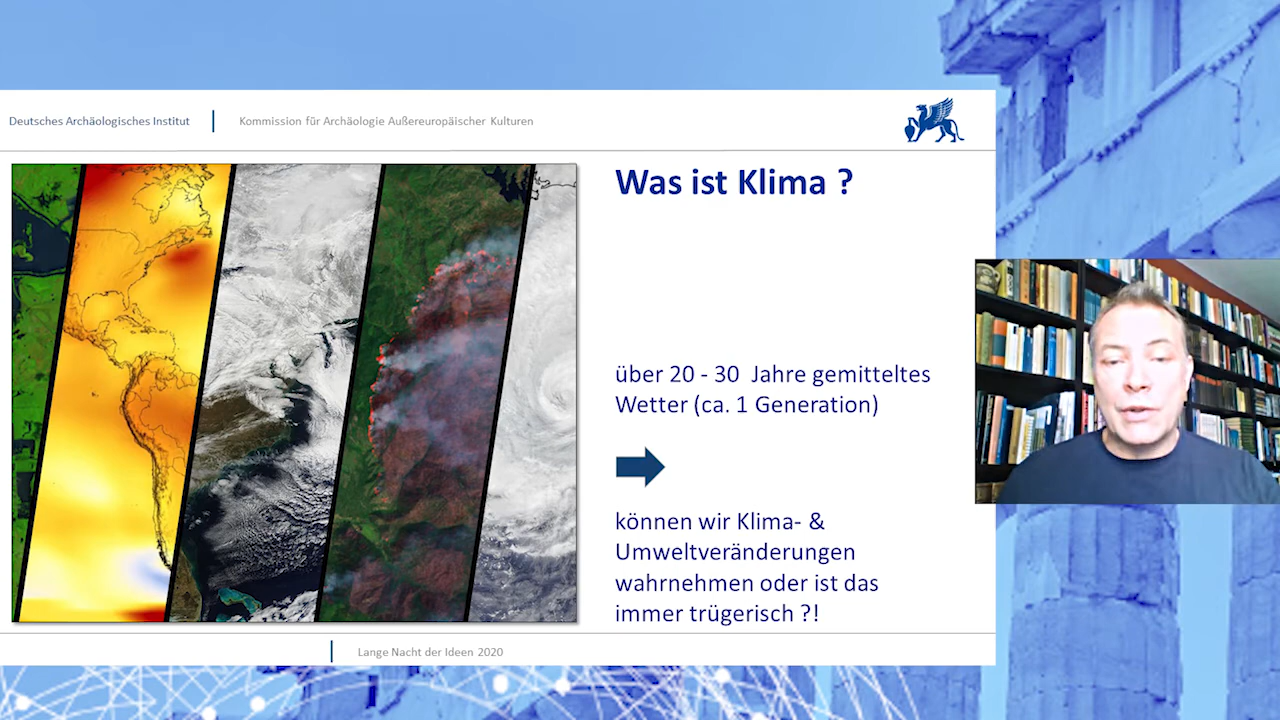 Deutsches Archäologisches Institut
Kommission für Archäologie Außereuropäischer Kulturen
Was ist Klima ?
über 20 - 30 Jahre gemitteltes
Wetter (ca. 1 Generation)
können wir Klima- &
Umweltveränderungen
wahrnehmen oder ist das
immer trügerisch ?!
Lange Nacht der Ideen 2020